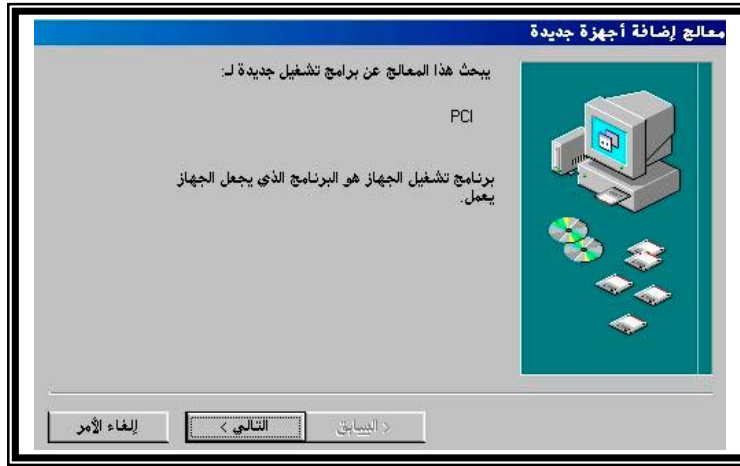 معالج إضافة أجهزة جديدة
يبحث هذا المعالج عن برامج تشغيل جديدة لـ:
PCI
برنامج تشغيل الجهاز هو البرنامج الذي يجعل الجهاز
يعمل.
< السابق
التالي >
إلغاء الأمر